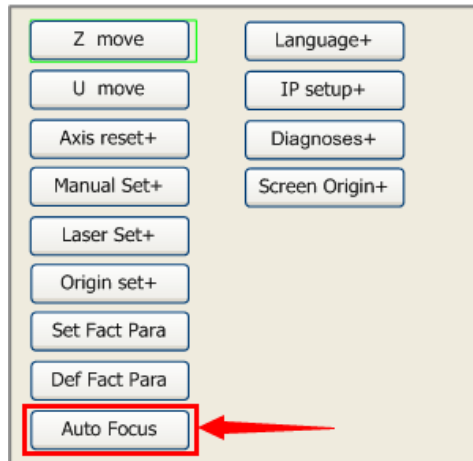 Z move
U move
Axis reset+
Manual Set+
Laser Set+
Origin set+
Set Fact Para
Def Fact Para
Auto Focus
Language+
IP setup+
Diagnoses+
Screen Origin+